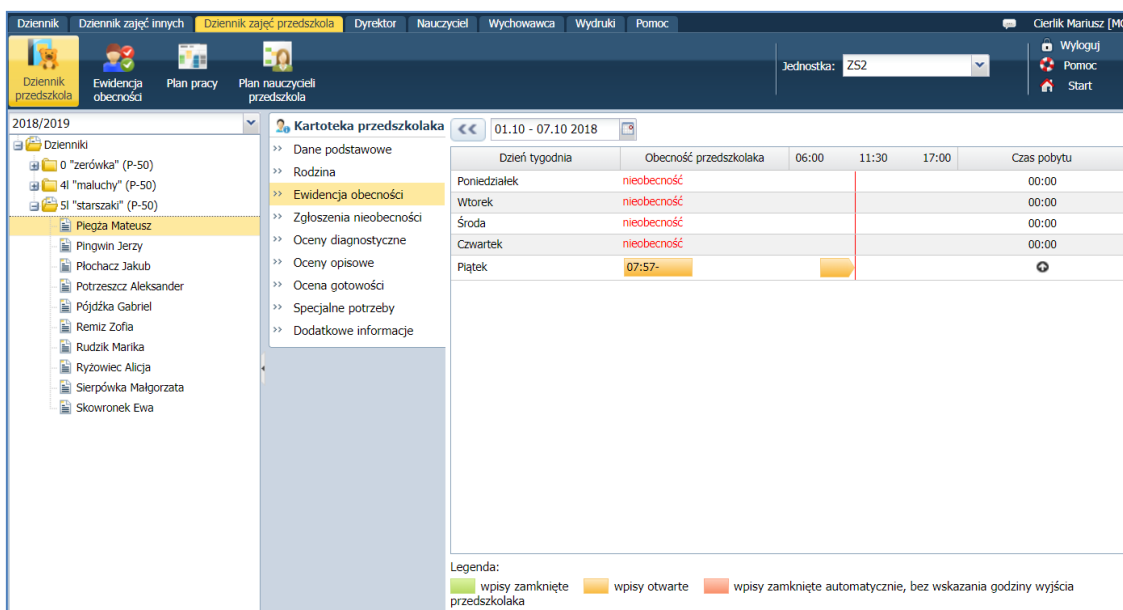 Dziennik Dziennik zajęć innych Dziennik zajęć przedszkola Dyrektor Nauczyciel Wychowawca Wydruki Pomoc Cierlik Mariusz [MC
Dziennik przedszkola
Ewidencja obecności
Plan pracy
Plan nauczycieli przedszkola
Jednostka: ZS2
Wyloguj
Pomoc
Start
2018/2019
Dzienniki
0 "zerówka" (P-50)
4l "maluchy" (P-50)
5l "starszaki" (P-50)
Piegża Mateusz
Pingwin Jerzy
Płochacz Jakub
Potrzeszcz Aleksander
Pójdźka Gabriel
Remiz Zofia
Rudzik Marika
Ryżowiec Alicja
Sierpówka Małgorzata
Skowronek Ewa
Kartoteka przedszkolaka
Dane podstawowe
Rodzina
Ewidencja obecności
Zgłoszenia nieobecności
Oceny diagnostyczne
Oceny opisowe
Ocena gotowości
Specjalne potrzeby
Dodatkowe informacje
01.10 - 07.10 2018
Dzień tygodnia Obecność przedszkolaka 06:00 11:30 17:00 Czas pobytu
Poniedziałek nieobecność 00:00
Wtorek nieobecność 00:00
Środa nieobecność 00:00
Czwartek nieobecność 00:00
Piątek 07:57-
Legenda:
wpisy zamknięte wpisy otwarte wpisy zamknięte automatycznie, bez wskazania godziny wyjścia
przedszkolaka